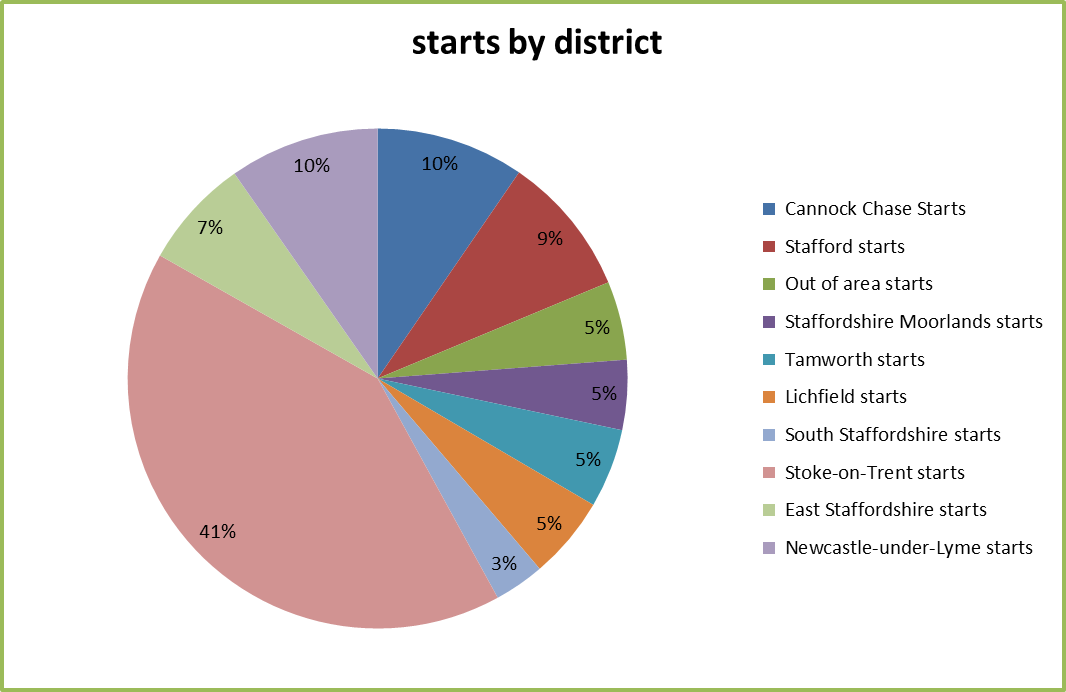 starts by district
10%
10%
9%
7%
5%
5%
5%
5%
3%
41%
Cannock Chase Starts
Stafford starts
Out of area starts
Staffordshire Moorlands starts
Tamworth starts
Lichfield starts
South Staffordshire starts
Stoke-on-Trent starts
East Staffordshire starts
Newcastle-under-Lyme starts